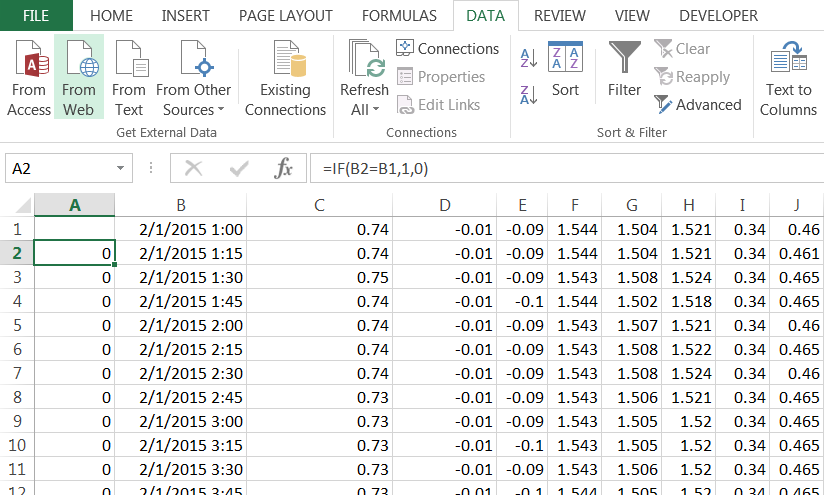 FILE HOME INSERT PAGE LAYOUT FORMULAS DATA REVIEW VIEW DEVELOPER
From Access
From Web
From Text
From Other Sources
Existing Connections
Get External Data
Refresh All
Connections
Properties
Edit Links
Connections
A Z
Z A
Z A A Z
Sort
Filter
Clear
Reapply
Advanced
Sort & Filter
Text to Columns
A2 fx =IF(B2=B1,1,0)
A B C D E F G H I J
1 2/1/2015 1:00 0.74 -0.01 -0.09 1.544 1.504 1.521 0.34 0.46
2 0 2/1/2015 1:15 0.74 -0.01 -0.09 1.544 1.504 1.521 0.34 0.461
3 0 2/1/2015 1:30 0.75 -0.01 -0.09 1.543 1.508 1.524 0.34 0.465
4 0 2/1/2015 1:45 0.74 -0.01 -0.1 1.544 1.502 1.518 0.34 0.465
5 0 2/1/2015 2:00 0.74 -0.01 -0.09 1.543 1.507 1.521 0.34 0.46
6 0 2/1/2015 2:15 0.74 -0.01 -0.09 1.543 1.508 1.522 0.34 0.465
7 0 2/1/2015 2:30 0.74 -0.01 -0.09 1.543 1.508 1.524 0.34 0.46
8 0 2/1/2015 2:45 0.73 -0.01 -0.09 1.543 1.506 1.521 0.34 0.465
9 0 2/1/2015 3:00 0.73 -0.01 -0.09 1.543 1.505 1.52 0.34 0.465
10 0 2/1/2015 3:15 0.73 -0.01 -0.1 1.543 1.505 1.52 0.34 0.465
11 0 2/1/2015 3:30 0.73 -0.01 -0.09 1.543 1.506 1.52 0.34 0.465
12 0 2/1/2015 3:45 0.73 -0.01 -0.1 1.544 1.505 1.52 0.34 0.465